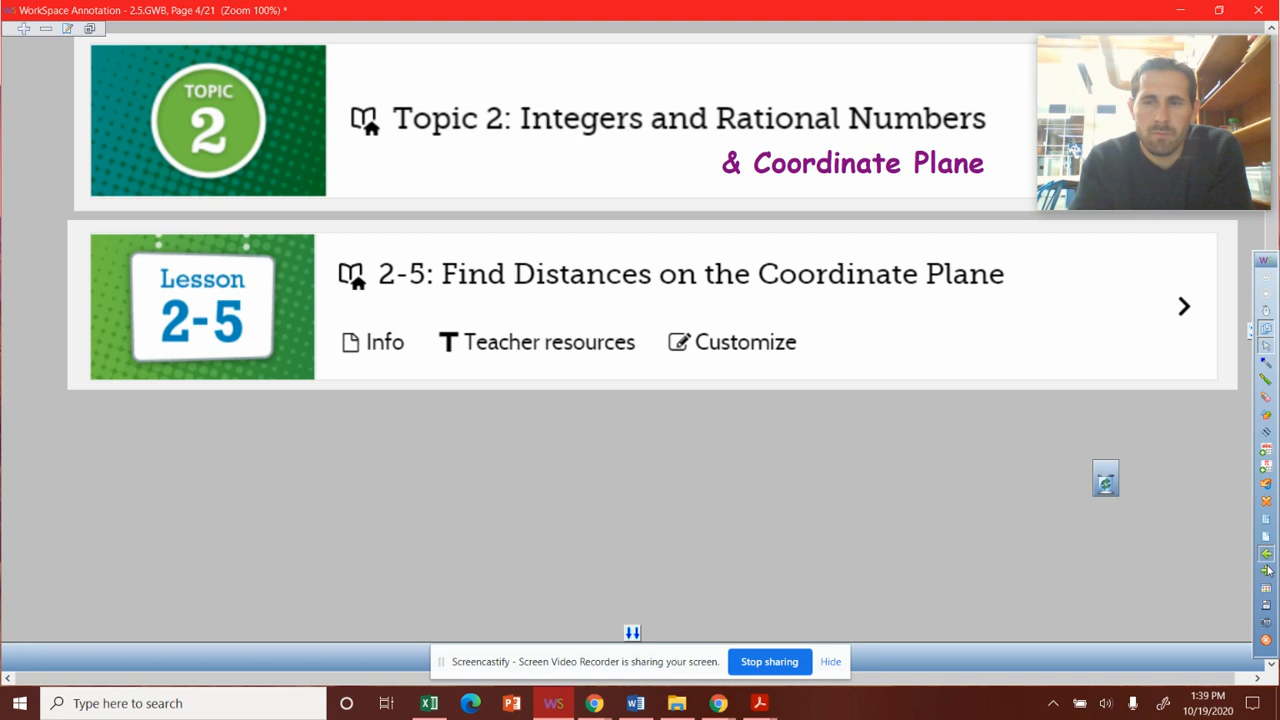 WS WorkSpace Annotation - 2.5.GWB, Page 4/21 (Zoom 100%) *
TOPIC
2
Topic 2: Integers and Rational Numbers
& Coordinate Plane
Lesson
2-5
2-5: Find Distances on the Coordinate Plane
Info
Teacher resources
Customize
W
Screencastify - Screen Video Recorder is sharing your screen.
Stop sharing
Hide
Type here to search
WS
1:39 PM
10/19/2020